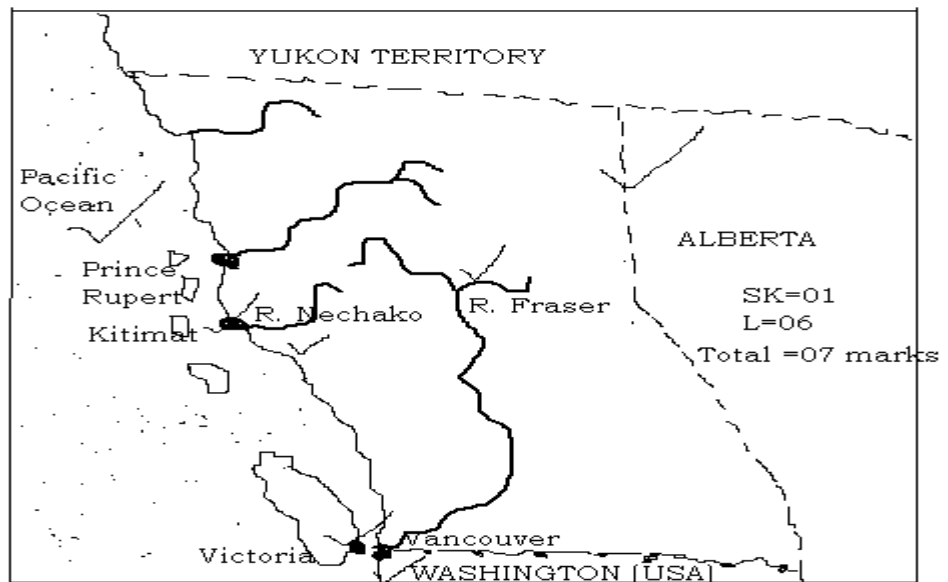 YUKON TERRITORY
Pacific
Ocean
ALBERTA
Prince
Rupert
SK=01
R. Nechako
R. Fraser
L=06
Kitimat
Total =07 marks
Vancouver
Victoria
WASHINGTON (USA)